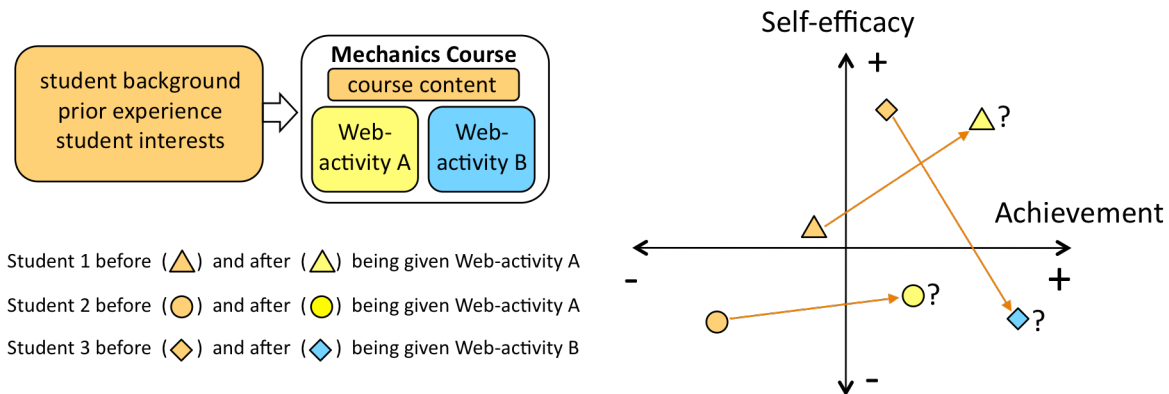 student background
prior experience
student interests
Mechanics Course
course content
Web-
activity A
Web-
activity B
Student 1 before ( ) and after ( ) being given Web-activity A
Student 2 before ( ) and after ( ) being given Web-activity A
Student 3 before ( ) and after ( ) being given Web-activity B
Self-efficacy
+
?
Achievement
-
+
?
?
-